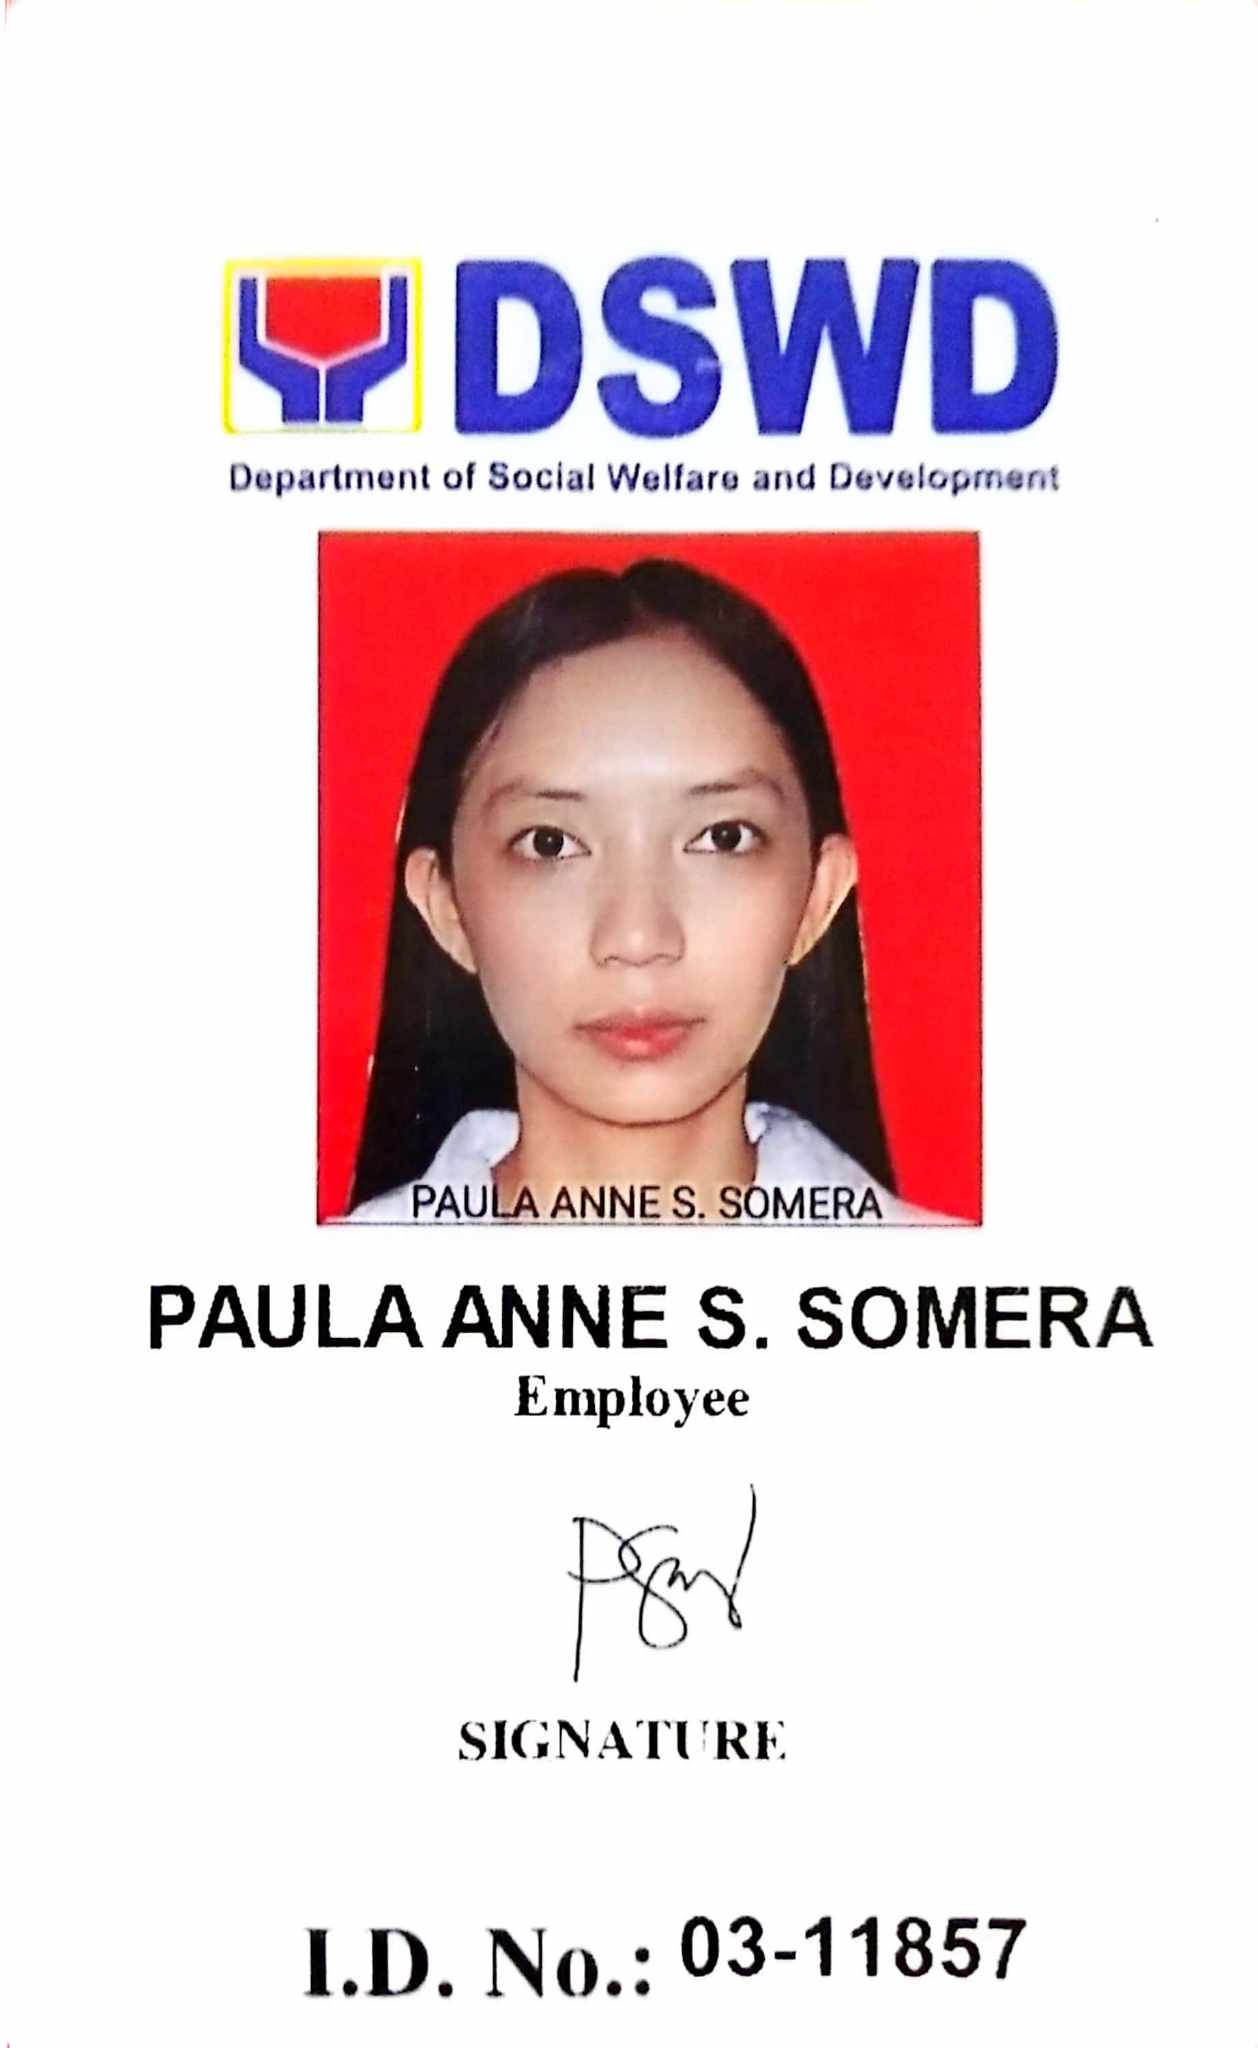 DSWD
Department of Social Welfare and Development
PAULA ANNE S. SOMERA
PAULA ANNE S. SOMERA
Employee
SIGNATURE
I.D. No.: 03-11857